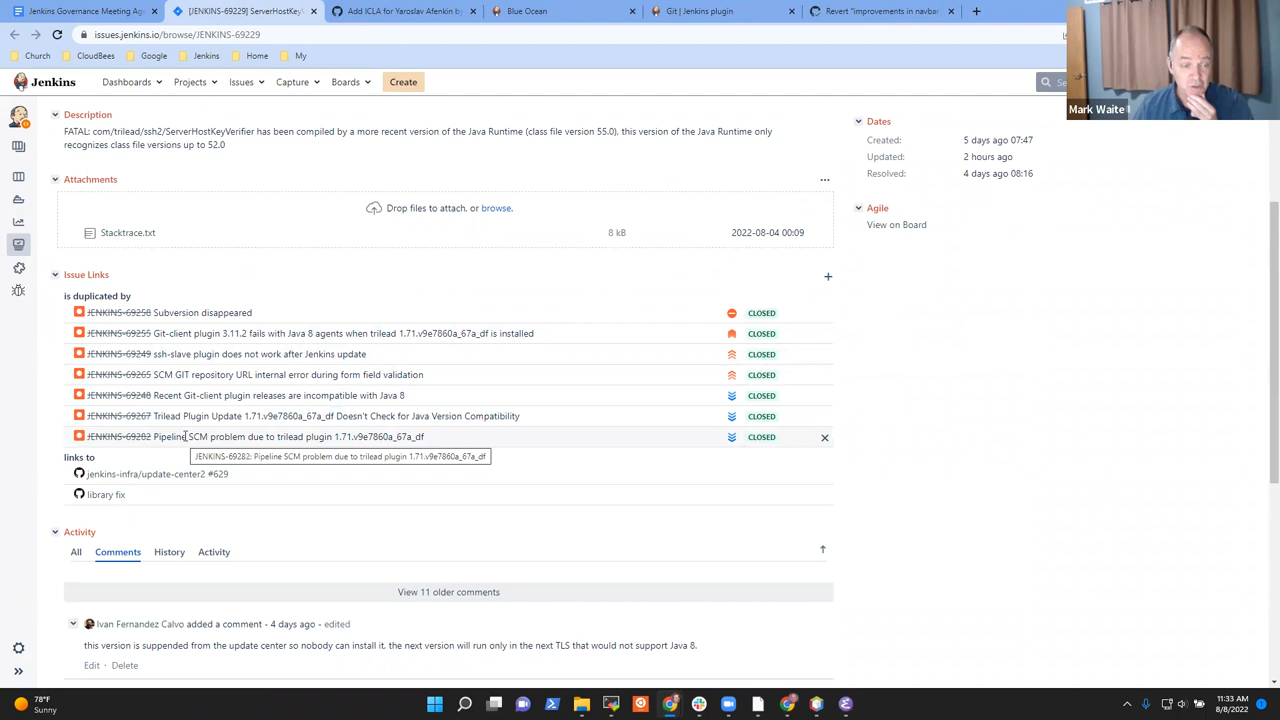 Jenkins Governance Meeting Age
[JENKINS-69229] ServerHostKeyV
Add ICLA for Yaroslav Afenkin b
Blue Ocean
Git | Jenkins plugin
Revert "improvements in navbar
issues.jenkins.io/browse/JENKINS-69229
Church
CloudBees
Google
Jenkins
Home
My
Jenkins
Dashboards
Projects
Issues
Capture
Boards
Create
Mark Waite
Description
FATAL: com/trilead/ssh2/ServerHostKeyVerifier has been compiled by a more recent version of the Java Runtime (class file version 55.0), this version of the Java Runtime only
recognizes class file versions up to 52.0
Dates
Created: 5 days ago 07:47
Updated: 2 hours ago
Resolved: 4 days ago 08:16
Attachments
Drop files to attach, or browse.
Stacktrace.txt 8 kB 2022-08-04 00:09
Agile
View on Board
Issue Links
is duplicated by
JENKINS-69258 Subversion disappeared CLOSED
JENKINS-69255 Git-client plugin 3.11.2 fails with Java 8 agents when trilead 1.71.v9e7860a_67a_df is installed CLOSED
JENKINS-69249 ssh-slave plugin does not work after Jenkins update CLOSED
JENKINS-69265 SCM GIT repository URL internal error during form field validation CLOSED
JENKINS-69248 Recent Git-client plugin releases are incompatible with Java 8 CLOSED
JENKINS-69267 Trilead Plugin Update 1.71.v9e7860a_67a_df Doesn't Check for Java Version Compatibility CLOSED
JENKINS-69282 Pipeline SCM problem due to trilead plugin 1.71.v9e7860a_67a_df CLOSED
JENKINS-69282: Pipeline SCM problem due to trilead plugin 1.71.v9e7860a_67a_df
links to
jenkins-infra/update-center2 #629
library fix
Activity
All Comments History Activity
View 11 older comments
Ivan Fernandez Calvo added a comment - 4 days ago - edited
this version is suppended from the update center so nobody can install it. the next version will run only in the next TLS that would not support Java 8.
Edit · Delete
78°F
Sunny
11:33 AM
8/8/2022